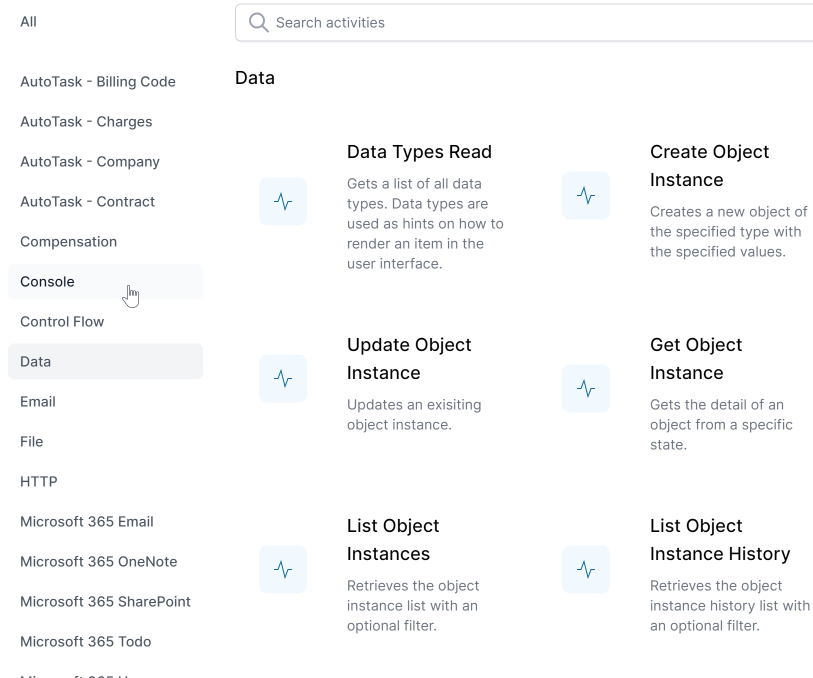 All
AutoTask - Billing Code
AutoTask - Charges
AutoTask - Company
AutoTask - Contract
Compensation
Console
Control Flow
Data
Email
File
HTTP
Microsoft 365 Email
Microsoft 365 OneNote
Microsoft 365 SharePoint
Microsoft 365 Todo
Search activities
Data
Data Types Read
Gets a list of all data
types. Data types are
used as hints on how to
render an item in the
user interface.
Create Object
Instance
Creates a new object of
the specified type with
the specified values.
Update Object
Instance
Updates an exisiting
object instance.
Get Object
Instance
Gets the detail of an
object from a specific
state.
List Object
Instances
Retrieves the object
instance list with an
optional filter.
List Object
Instance History
Retrieves the object
instance history list with
an optional filter.